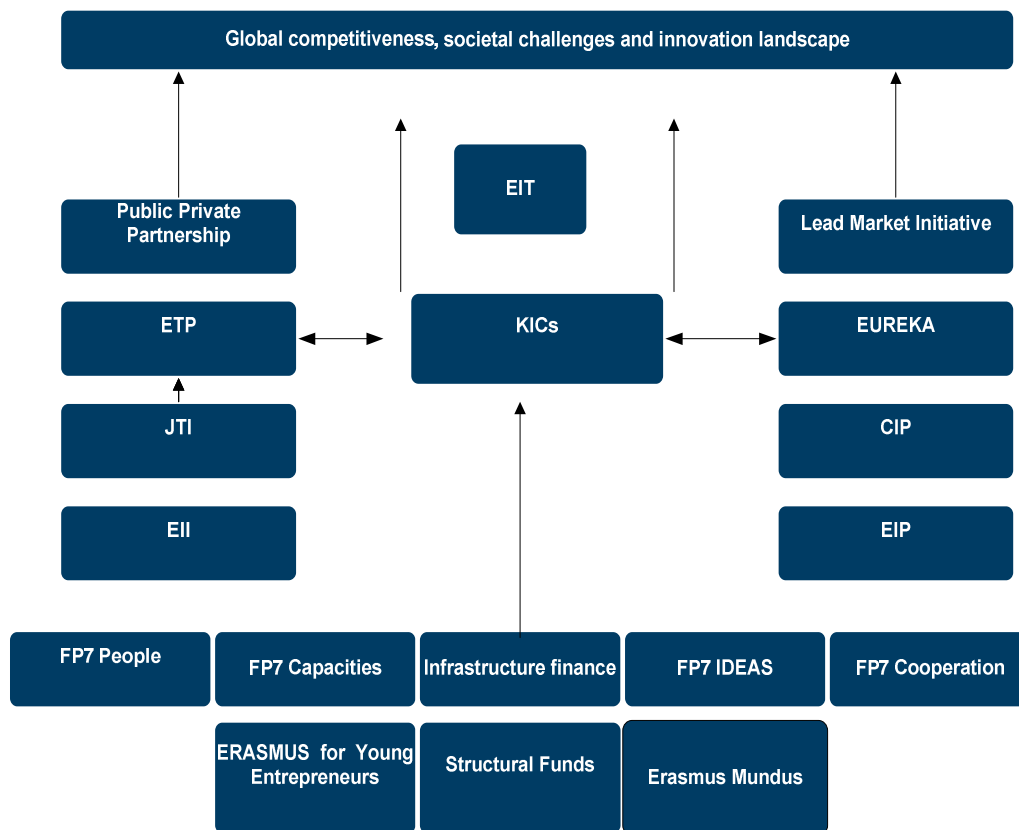 Global competitiveness, societal challenges and innovation landscape
EIT
Public Private
Partnership
Lead Market Initiative
ETP
KICs
EUREKA
JTI
CIP
EII
EIP
FP7 People
FP7 Capacities
Infrastructure finance
FP7 IDEAS
FP7 Cooperation
ERASMUS for Young
Entrepreneurs
Structural Funds
Erasmus Mundus